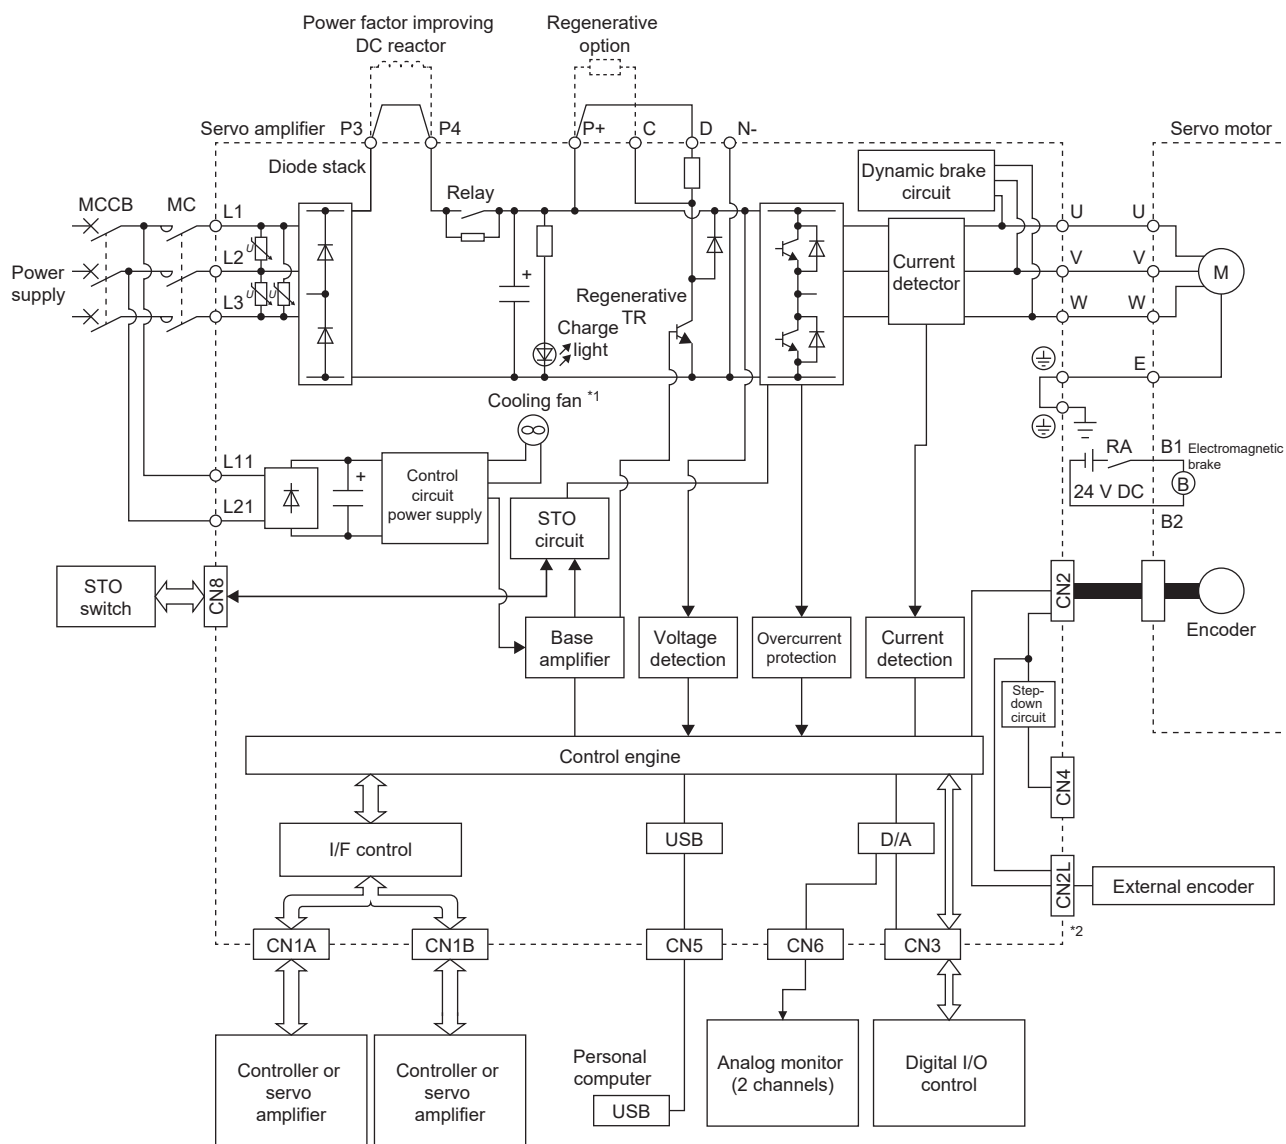 Power factor improving
DC reactor
Regenerative
option
Servo amplifier
P3
P4
P+
C
D
N-
Servo motor
Diode stack
Dynamic brake
circuit
MCCB
MC
L1
Relay
U
U
U
L2
Power
supply
Current
detector
V
V
M
U
U
L3
+
Regenerative
TR
W
W
Charge
light
E
Cooling fan *1
RA
B1
Electromagnetic
brake
L11
+
Control
circuit
power supply
24 V DC
B
L21
STO
circuit
B2
STO
switch
CN8
CN2
Encoder
Base
amplifier
Voltage
detection
Overcurrent
protection
Current
detection
Step-
down
circuit
Control engine
CN4
I/F control
USB
D/A
CN2L
External encoder
*2
CN1A
CN1B
CN5
CN6
CN3
Controller or
servo
amplifier
Controller or
servo
amplifier
Personal
computer
USB
Analog monitor
(2 channels)
Digital I/O
control